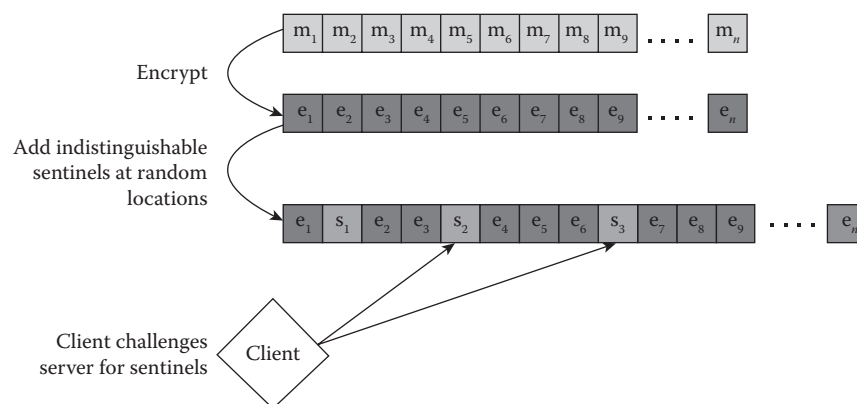 m1 m2 m3 m4 m5 m6 m7 m8 m9 .... mn
Encrypt
e1 e2 e3 e4 e5 e6 e7 e8 e9 .... en
Add indistinguishable
sentinels at random
locations
e1 s1 e2 e3 s2 e4 e5 e6 s3 e7 e8 e9 .... en
Client challenges
server for sentinels
Client